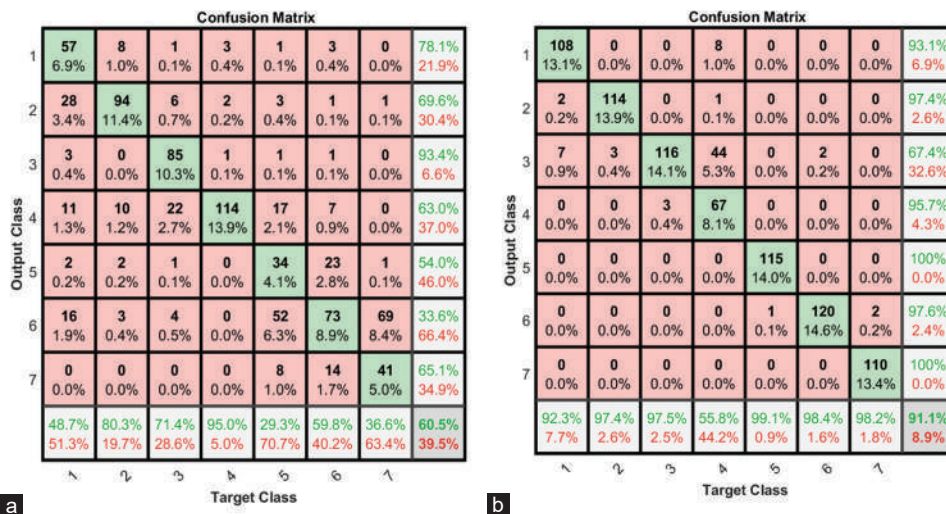 Confusion Matrix
1 57 8 1 3 1 3 0 78.1%
6.9% 1.0% 0.1% 0.4% 0.1% 0.4% 0.0% 21.9%
2 28 94 6 2 3 1 1 69.6%
3.4% 11.4% 0.7% 0.2% 0.4% 0.1% 0.1% 30.4%
3 3 0 85 1 1 1 0 93.4%
0.4% 0.0% 10.3% 0.1% 0.1% 0.1% 0.0% 6.6%
4 11 10 22 114 17 7 0 63.0%
1.3% 1.2% 2.7% 13.9% 2.1% 0.9% 0.0% 37.0%
5 2 2 1 0 34 23 1 54.0%
0.2% 0.2% 0.1% 0.0% 4.1% 2.8% 0.1% 46.0%
6 16 3 4 0 52 73 69 33.6%
1.9% 0.4% 0.5% 0.0% 6.3% 8.9% 8.4% 66.4%
7 0 0 0 0 8 14 41 65.1%
0.0% 0.0% 0.0% 0.0% 1.0% 1.7% 5.0% 34.9%
48.7% 80.3% 71.4% 95.0% 29.3% 59.8% 36.6% 60.5%
51.3% 19.7% 28.6% 5.0% 70.7% 40.2% 63.4% 39.5%
1 2 3 4 5 6 7
Output Class
Target Class
a
Confusion Matrix
1 108 0 0 8 0 0 0 93.1%
13.1% 0.0% 0.0% 1.0% 0.0% 0.0% 0.0% 6.9%
2 2 114 0 1 0 0 0 97.4%
0.2% 13.9% 0.0% 0.1% 0.0% 0.0% 0.0% 2.6%
3 7 3 116 44 0 2 0 67.4%
0.9% 0.4% 14.1% 5.3% 0.0% 0.2% 0.0% 32.6%
4 0 0 3 67 0 0 0 95.7%
0.0% 0.0% 0.4% 8.1% 0.0% 0.0% 0.0% 4.3%
5 0 0 0 0 115 0 0 100%
0.0% 0.0% 0.0% 0.0% 14.0% 0.0% 0.0% 0.0%
6 0 0 0 0 1 120 2 97.6%
0.0% 0.0% 0.0% 0.0% 0.1% 14.6% 0.2% 2.4%
7 0 0 0 0 0 0 110 100%
0.0% 0.0% 0.0% 0.0% 0.0% 0.0% 13.4% 0.0%
92.3% 97.4% 97.5% 55.8% 99.1% 98.4% 98.2% 91.1%
7.7% 2.6% 2.5% 44.2% 0.9% 1.6% 1.8% 8.9%
1 2 3 4 5 6 7
Output Class
Target Class
b